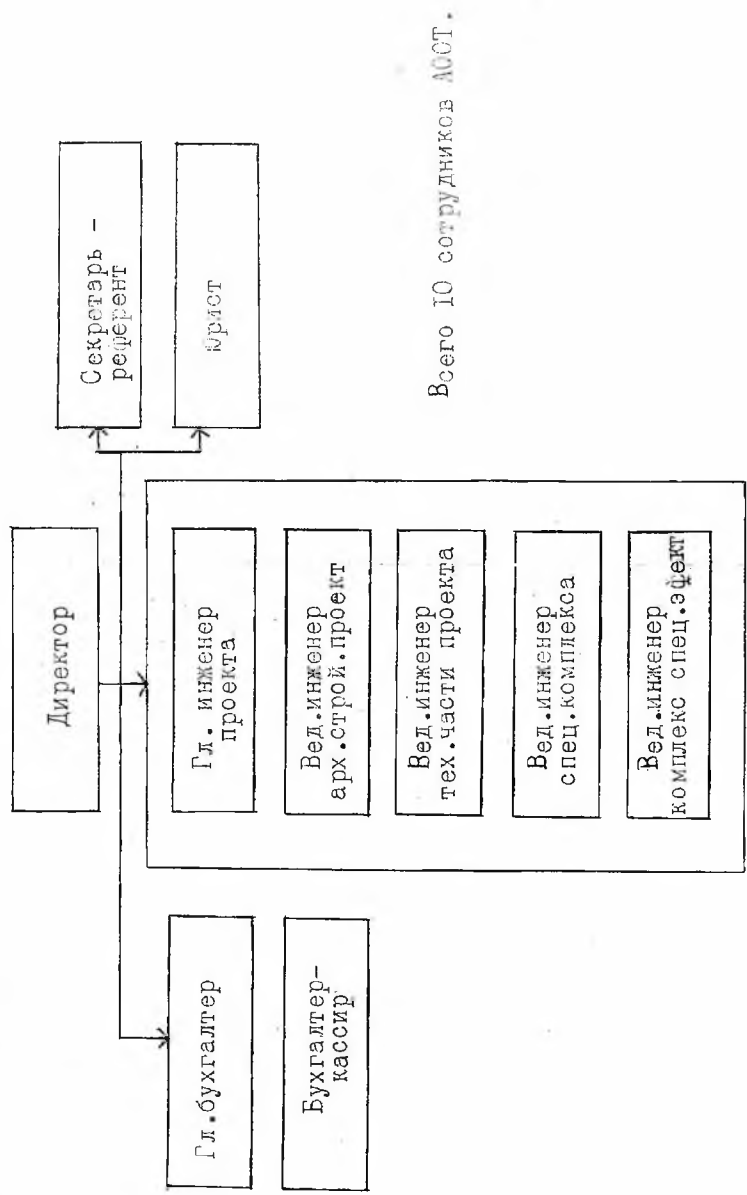 Директор
Секретарь -
референт
Юрист
Гл.бухгалтер
Бухгалтер-
кассир
Гл. инженер
проекта
Вед.инженер
арх.строй.проект
Вед.инженер
тех.части проекта
Вед.инженер
спец.комплекса
Вед.инженер
комплекс спец.эфект
Всего 10 сотрудников АОСТ.